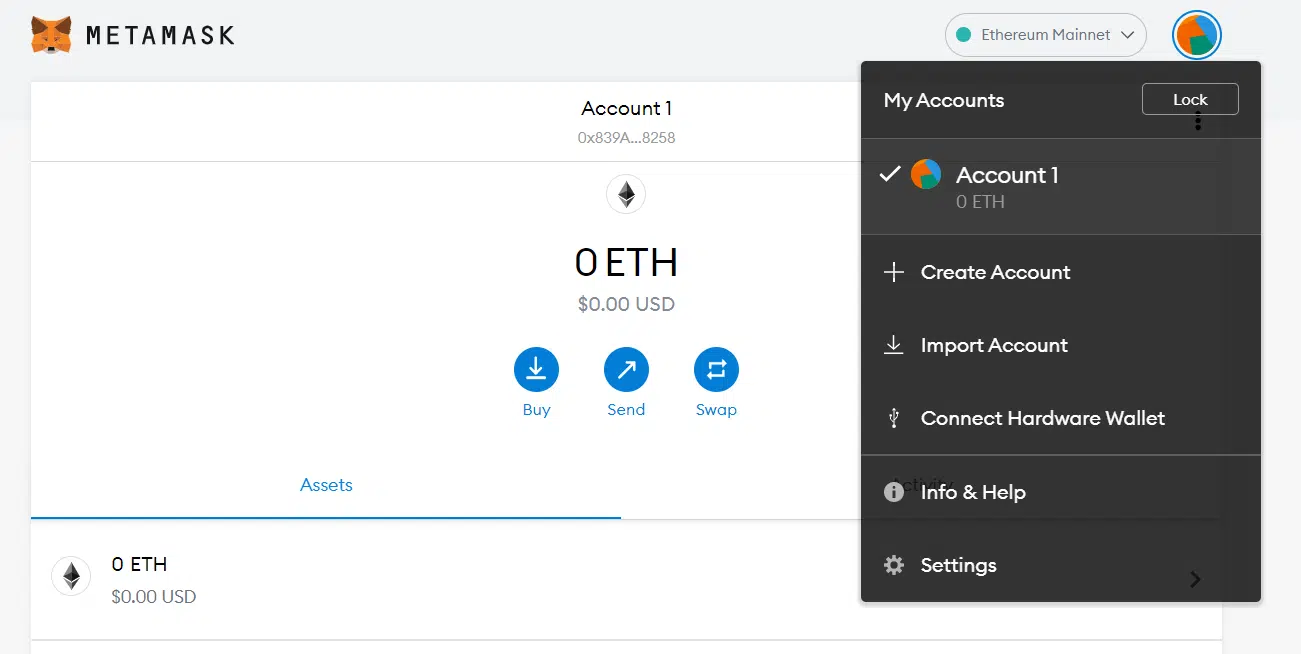 METAMASK
Ethereum Mainnet
My Accounts
Lock
Account 1
0x839A...8258
Account 1
0 ETH
0 ETH
$0.00 USD
Create Account
Import Account
Connect Hardware Wallet
Buy
Send
Swap
Assets
Activity
Info & Help
0 ETH
$0.00 USD
Settings